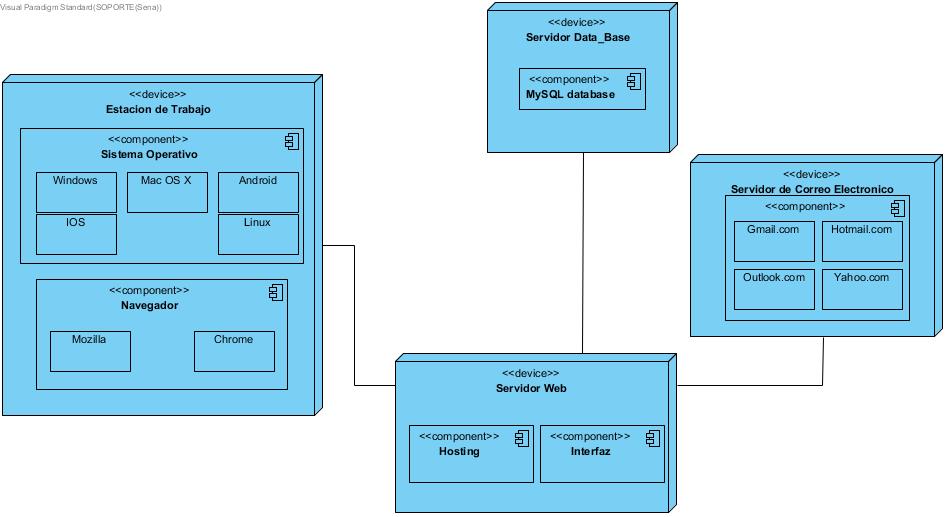 Visual Paradigm Standard(SOPORTE(Sena))
<<device>>
Servidor Data_Base
<<component>>
MySQL database
<<device>>
Estacion de Trabajo
<<component>>
Sistema Operativo
Windows
Mac OS X
Android
IOS
Linux
<<component>>
Navegador
Mozilla
Chrome
<<device>>
Servidor de Correo Electronico
<<component>>
Gmail.com
Hotmail.com
Outlook.com
Yahoo.com
<<device>>
Servidor Web
<<component>>
Hosting
<<component>>
Interfaz